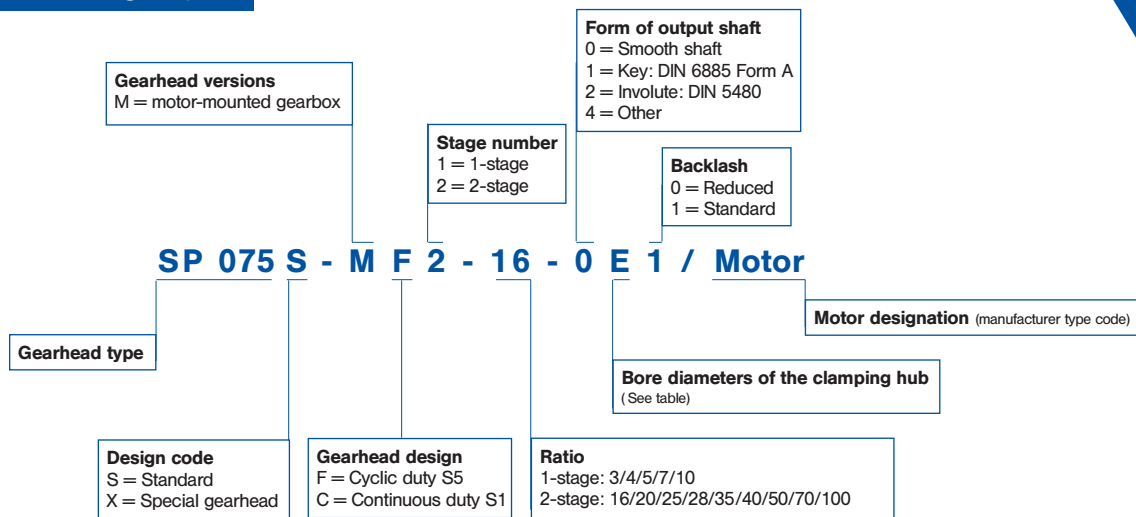 Form of output shaft
0 = Smooth shaft
1 = Key: DIN 6885 Form A
2 = Involute: DIN 5480
4 = Other
Gearhead versions
M = motor-mounted gearbox
Stage number
1 = 1-stage
2 = 2-stage
Backlash
0 = Reduced
1 = Standard
SP 075 S - M F 2 - 16 - 0 E 1 / Motor
Motor designation (manufacturer type code)
Gearhead type
Bore diameters of the clamping hub
(See table)
Design code
S = Standard
X = Special gearhead
Gearhead design
F = Cyclic duty S5
C = Continuous duty S1
Ratio
1-stage: 3/4/5/7/10
2-stage: 16/20/25/28/35/40/50/70/100